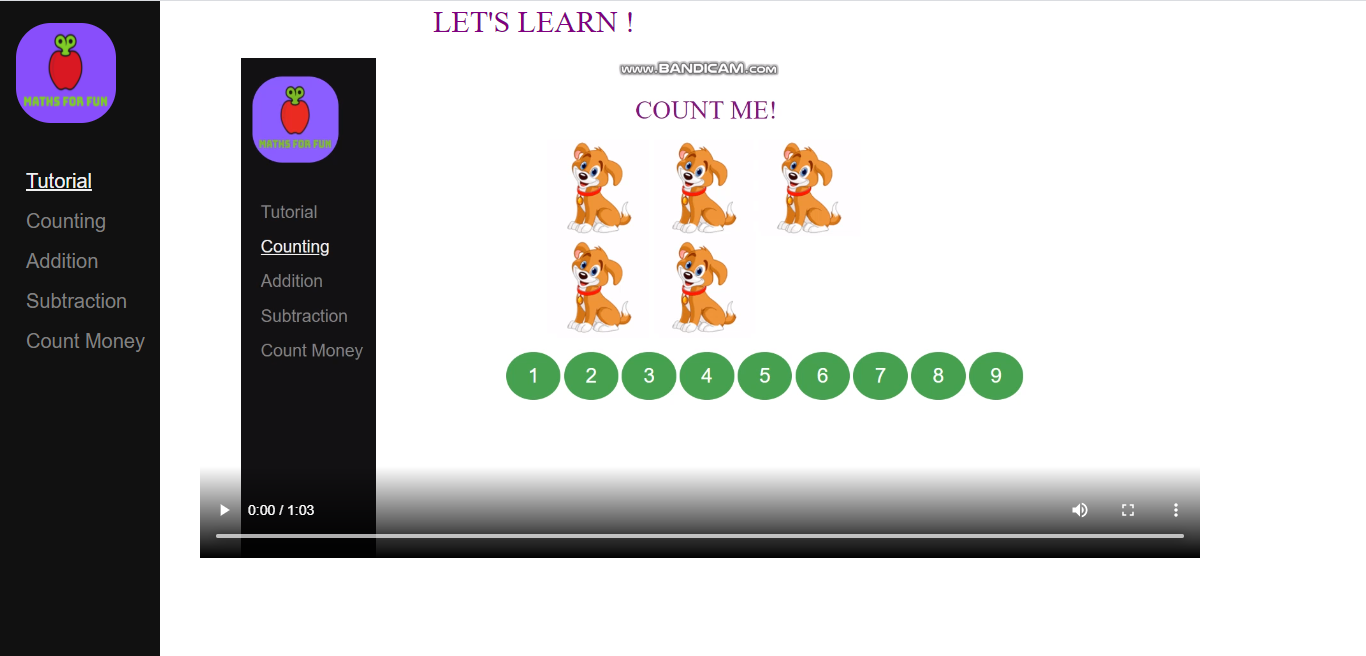 MATHS FOR FUN
Tutorial
Counting
Addition
Subtraction
Count Money
LET'S LEARN !
www.BANDICAM.com
MATHS FOR FUN
Tutorial
Counting
Addition
Subtraction
Count Money
COUNT ME!
1 2 3 4 5 6 7 8 9
0:00 / 1:03